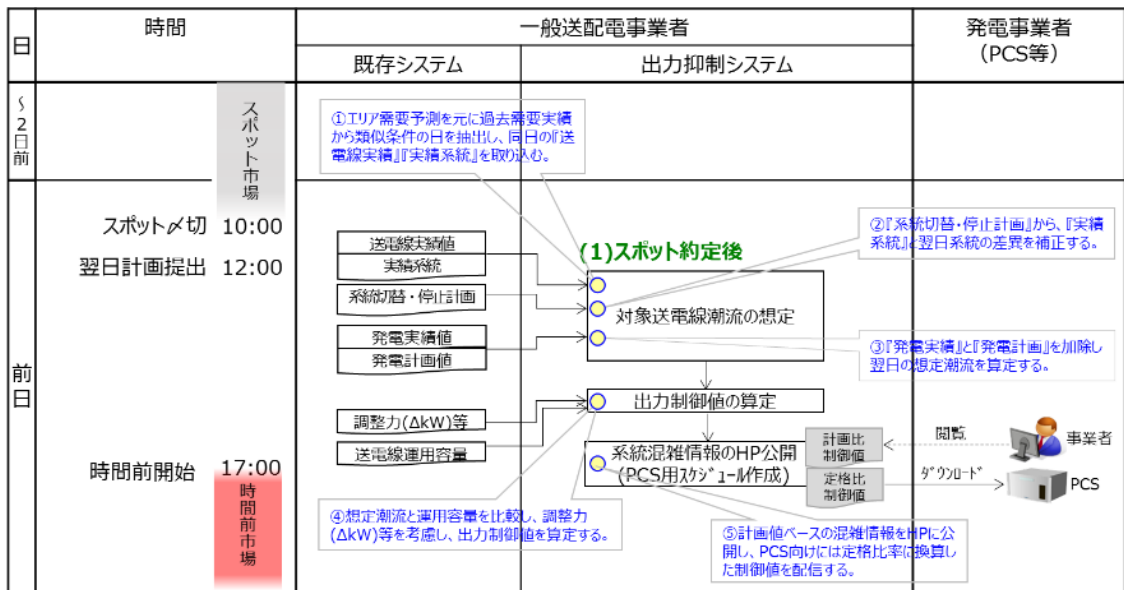 日
時間
一般送配電事業者
発電事業者
(PCS等)
既存システム
出力抑制システム
~2日前
スポット市場
①エリア需要予測を元に過去需要実績
から類似条件の日を抽出し、同日の『送
電線実績』『実績系統』を取り込む。
前日
スポット〆切 10:00
翌日計画提出 12:00
送電線実績値
実績系統
系統切替・停止計画
発電実績値
発電計画値
(1)スポット約定後
対象送電線潮流の想定
②『系統切替・停止計画』から、『実績
系統』と翌日系統の差異を補正する。
③『発電実績』と『発電計画』を加除し
翌日の想定潮流を算定する。
調整力(ΔkW)等
送電線運用容量
出力制御値の算定
系統混雑情報のHP公開
(PCS用スケジュール作成)
計画比
制御値
定格比
制御値
閲覧
事業者
ダウンロード
PCS
時間前開始 17:00
時間前市場
④想定潮流と運用容量を比較し、調整力
(ΔkW)等を考慮し、出力制御値を算定する。
⑤計画値ベースの混雑情報をHPに公
開し、PCS向けには定格比率に換算し
た制御値を配信する。